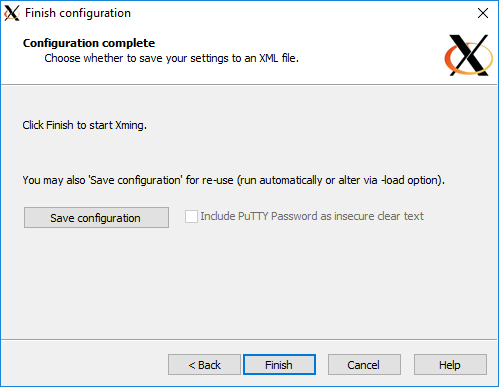 Finish configuration
Configuration complete
Choose whether to save your settings to an XML file.
Click Finish to start Xming.
You may also 'Save configuration' for re-use (run automatically or alter via -load option).
Save configuration
Include PuTTY Password as insecure clear text
< Back
Finish
Cancel
Help